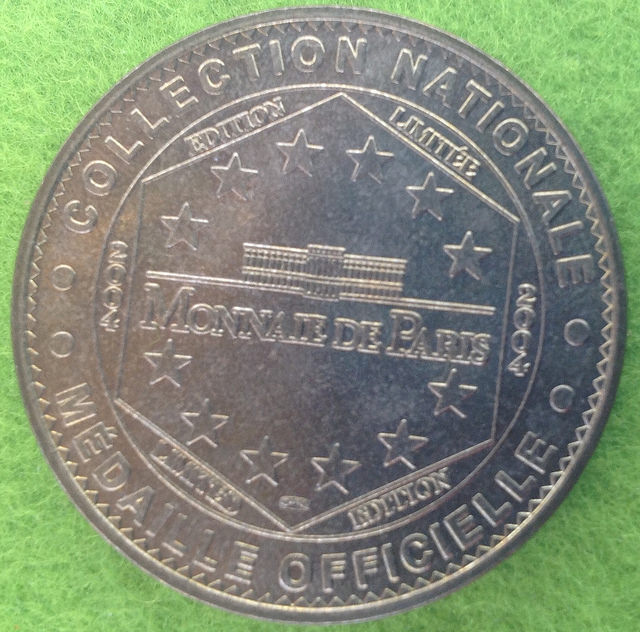 COLLECTION NATIONALE
EDITION LIMITÉE
2004
2004
MONNAIE DE PARIS
LIMITED EDITION
MÉDAILLE OFFICIELLE